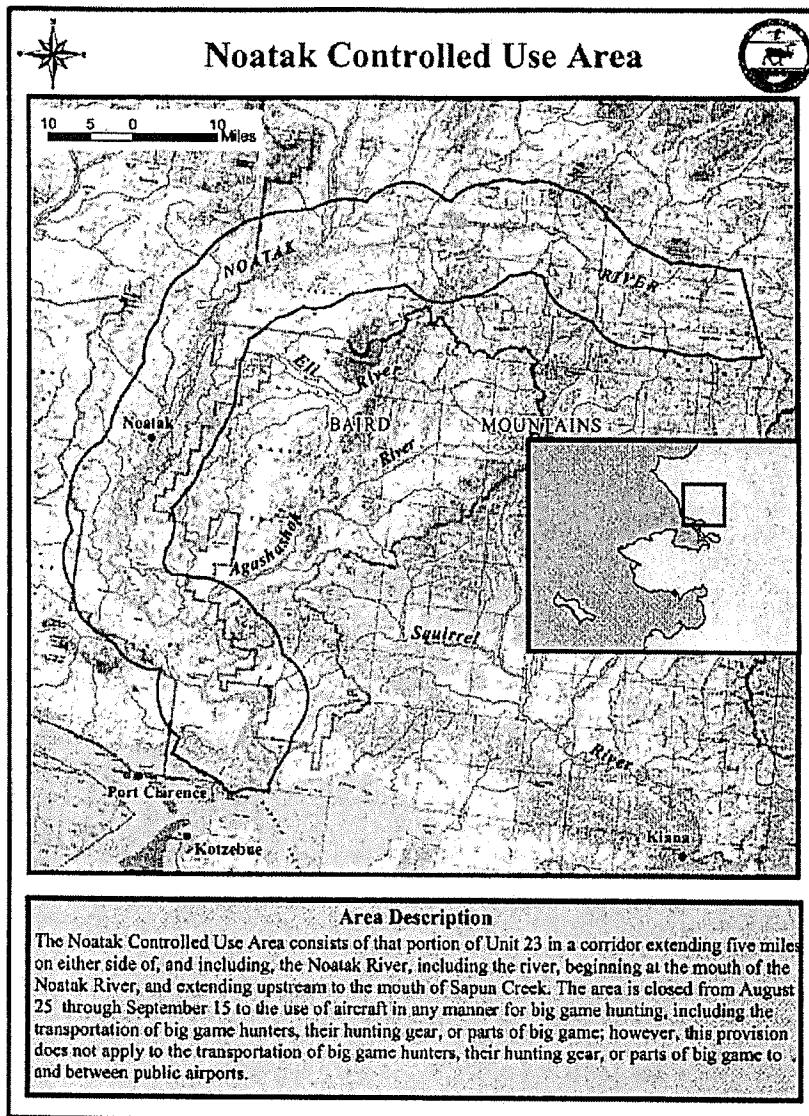 Noatak Controlled Use Area
10 5 0 10
Miles
NOATAK
RIVER
Eli
River
BAIRD MOUNTAINS
Noatak
River
Agashashok
Squirrel
River
Port Clarence
Kotzebue
Kiana
Area Description
The Noatak Controlled Use Area consists of that portion of Unit 23 in a corridor extending five miles
on either side of, and including, the Noatak River, including the river, beginning at the mouth of the
Noatak River, and extending upstream to the mouth of Sapun Creek. The area is closed from August
25 through September 15 to the use of aircraft in any manner for big game hunting, including the
transportation of big game hunters, their hunting gear, or parts of big game; however, this provision
does not apply to the transportation of big game hunters, their hunting gear, or parts of big game to
and between public airports.